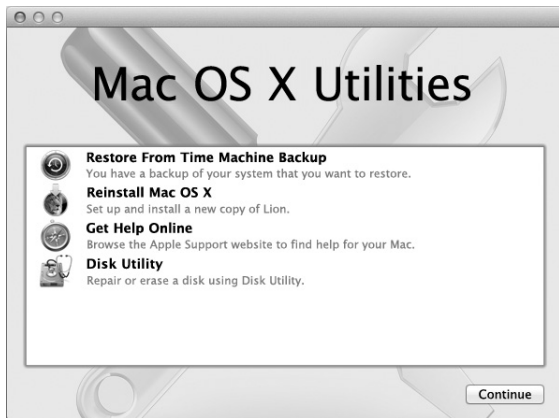 Mac OS X Utilities
Restore From Time Machine Backup
You have a backup of your system that you want to restore.
Reinstall Mac OS X
Set up and install a new copy of Lion.
Get Help Online
Browse the Apple Support website to find help for your Mac.
Disk Utility
Repair or erase a disk using Disk Utility.
Continue